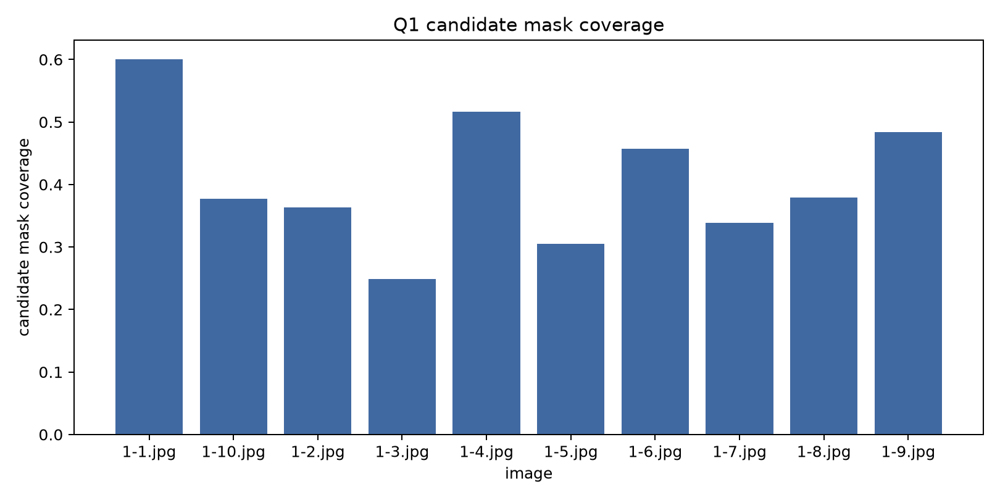 Q1 candidate mask coverage
candidate mask coverage
0.6
0.5
0.4
0.3
0.2
0.1
0.0
1-1.jpg 1-10.jpg 1-2.jpg 1-3.jpg 1-4.jpg 1-5.jpg 1-6.jpg 1-7.jpg 1-8.jpg 1-9.jpg
image